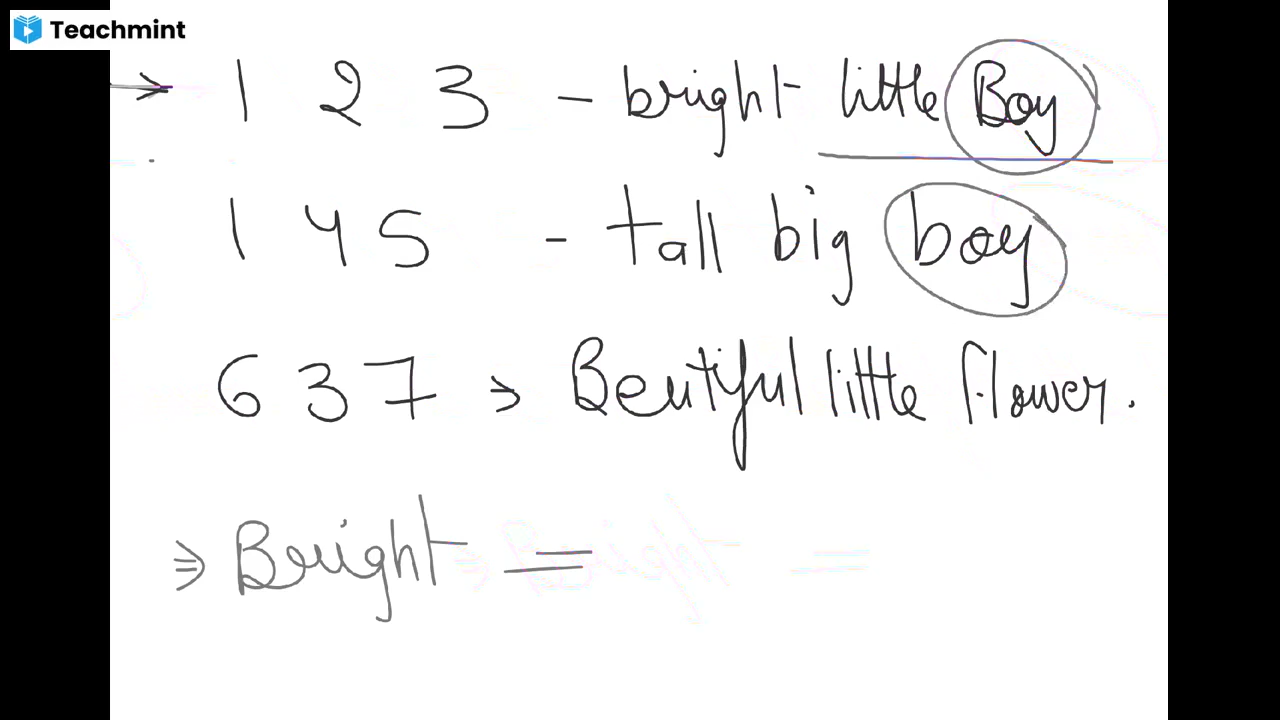 Teachmint
→ 1 2 3 - bright little Boy
1 4 5 - tall big boy
6 3 7 ⇒ Beutiful little flower.
⇒ Bright =